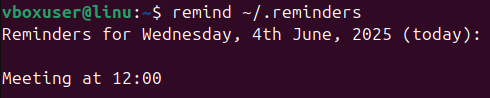 vboxuser@linu:~$ remind ~/.reminders
Reminders for Wednesday, 4th June, 2025 (today):
Meeting at 12:00